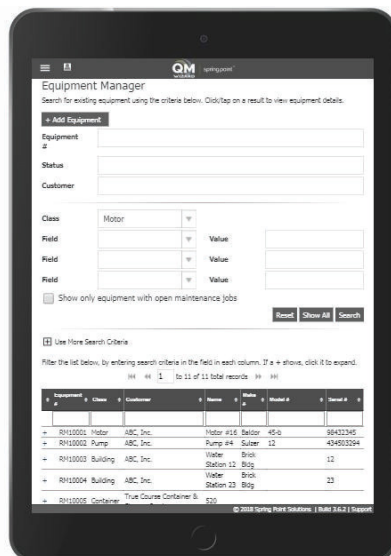 QM
WIZARD
spring point
Equipment Manager
Search for existing equipment using the criteria below. Click/tap on a result to view equipment details.
+ Add Equipment
Equipment
#
Status
Customer
Class Motor
Field Value
Field Value
Field Value
Show only equipment with open maintenance jobs
Reset Show All Search
Use More Search Criteria
Filter the list below, by entering search criteria in the field in each column. If a + shows, click it to expand.
1 to 11 of 11 total records
Equipment # Class Customer Name Make # Model # Serial #
+ RM10001 Motor ABC, Inc. Motor #16 Baldor 45-b 98432345
+ RM10002 Pump ABC, Inc. Pump #4 Sulzer 12 434503294
+ RM10003 Building ABC, Inc. Water Station 12 Brick Bldg 12
+ RM10004 Building ABC, Inc. Water Station 23 Brick Bldg 23
+ RM10005 Container True Course Container & 520
© 2018 Spring Point Solutions | Build 3.6.2 | Support